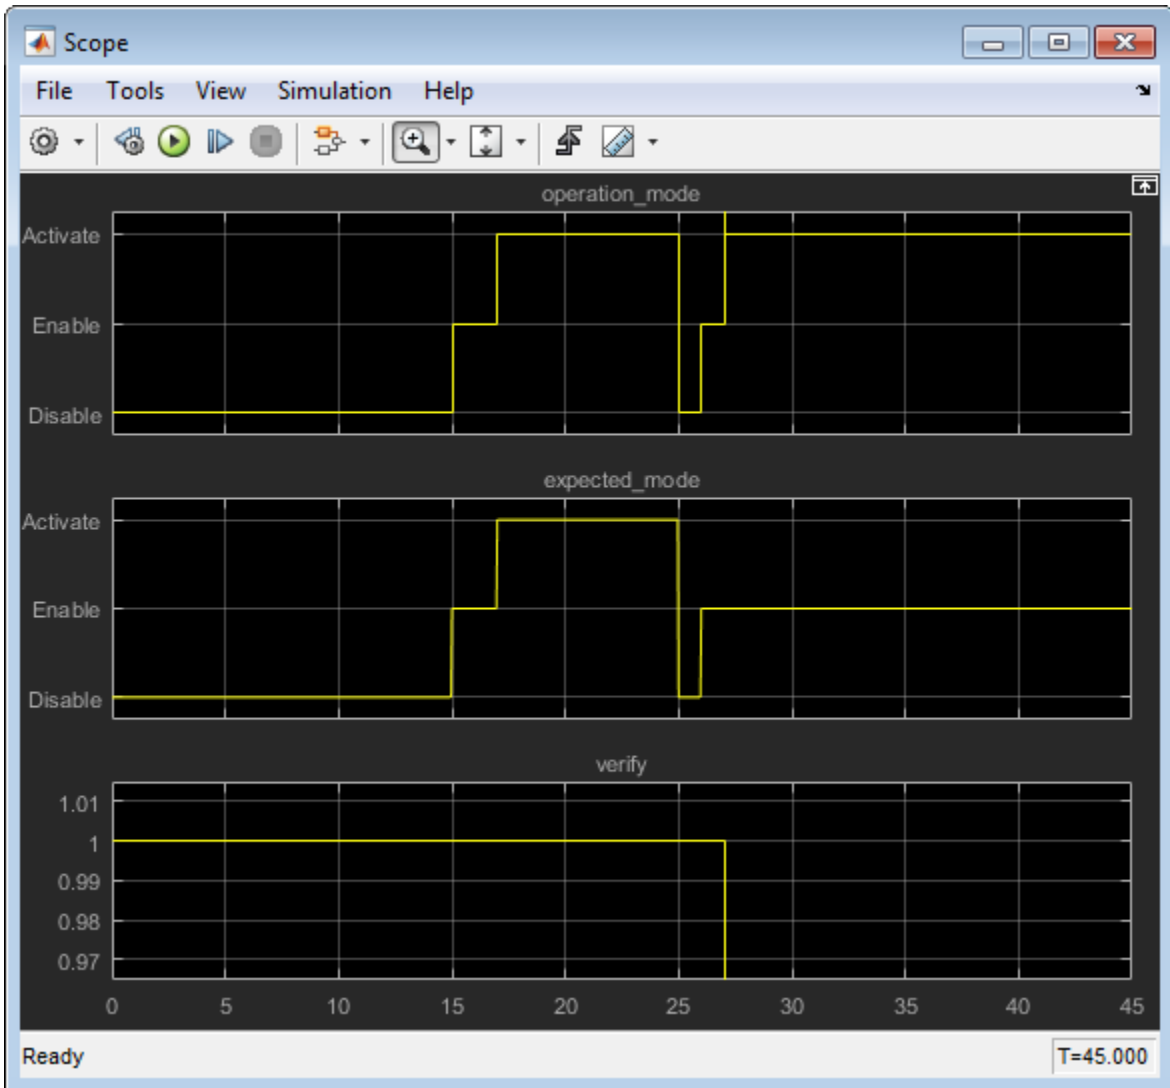 Scope
File Tools View Simulation Help
operation_mode
Activate
Enable
Disable
expected_mode
Activate
Enable
Disable
verify
1.01
1
0.99
0.98
0.97
0 5 10 15 20 25 30 35 40 45
Ready T=45.000